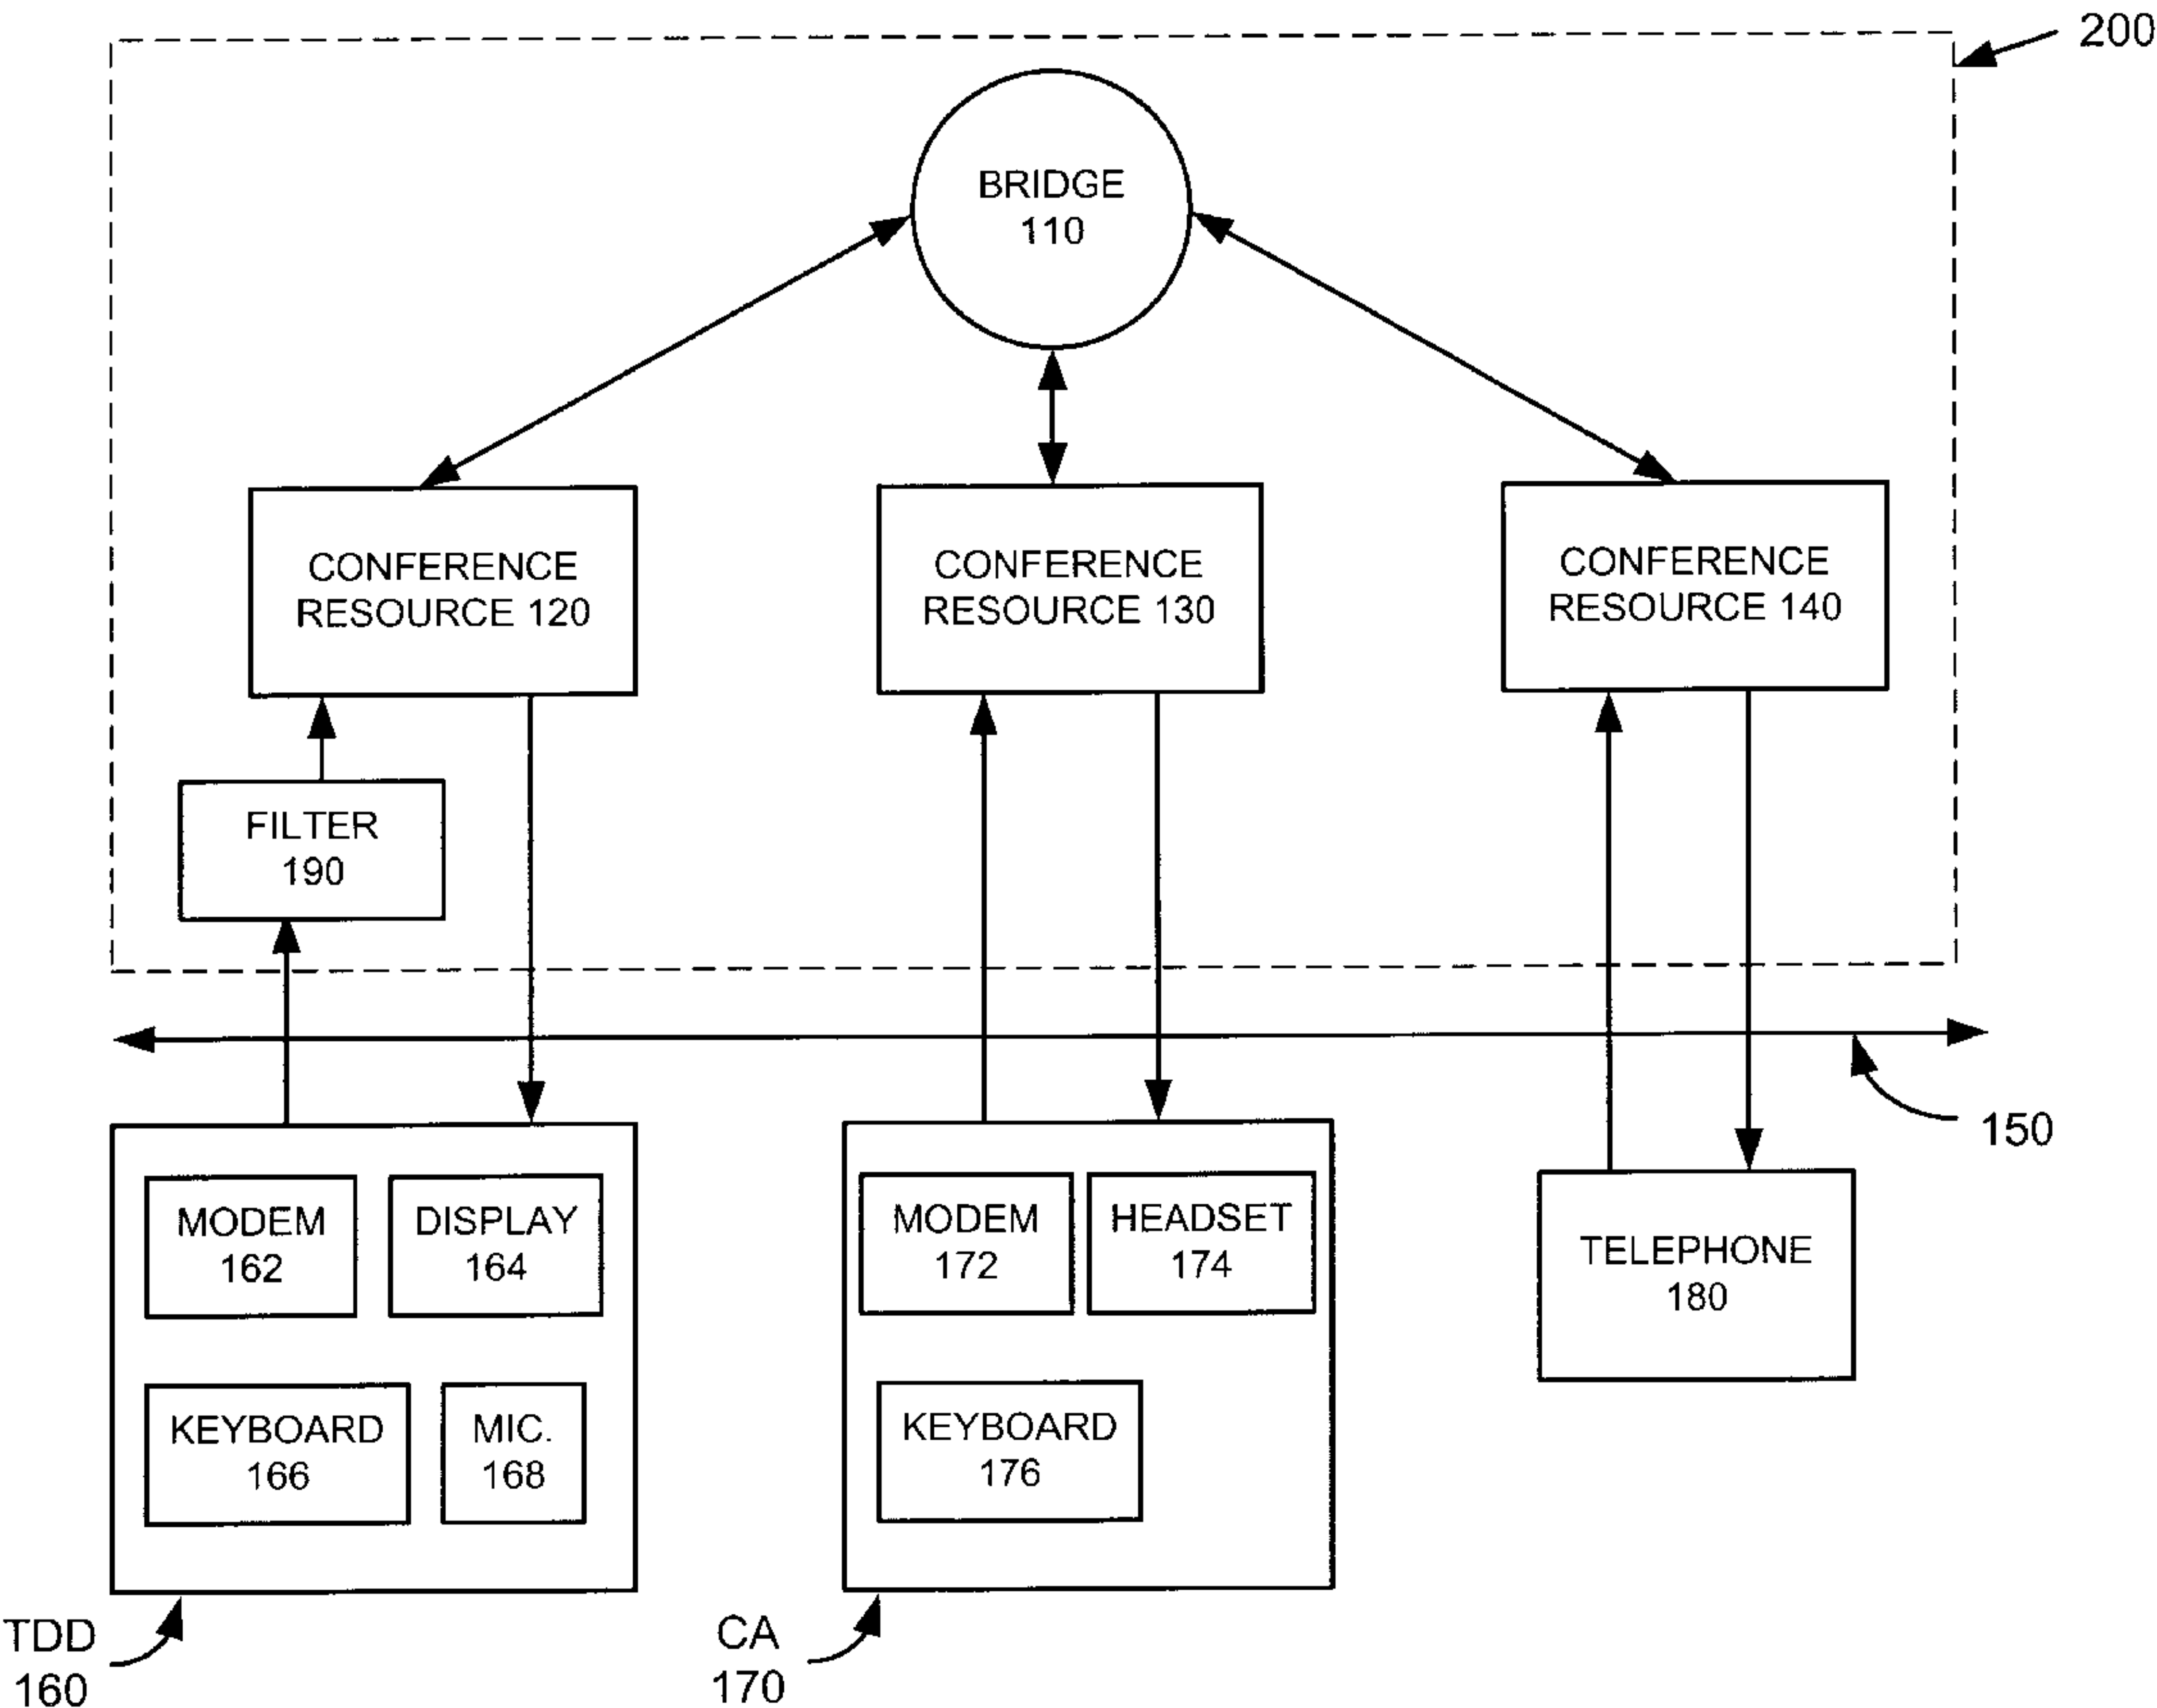 200
BRIDGE
110
CONFERENCE
RESOURCE 120
CONFERENCE
RESOURCE 130
CONFERENCE
RESOURCE 140
FILTER
190
150
MODEM
162
DISPLAY
164
KEYBOARD
166
MIC.
168
MODEM
172
HEADSET
174
KEYBOARD
176
TELEPHONE
180
TDD
160
CA
170